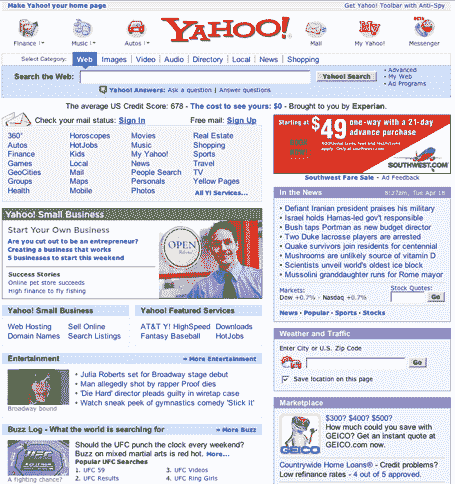 Make Yahoo! your home page
Get Yahoo! Toolbar with Anti-Spy
YAHOO!
Finance
Music
Autos
Mail
My Yahoo!
Messenger
Select Category:
Web
Images
Video
Audio
Directory
Local
News
Shopping
Search the Web:
Yahoo! Search
• Advanced
• My Web
• Ad Programs
Yahoo! Answers: Ask a question | Answer questions
The average US Credit Score: 678 - The cost to see yours: $0 - Brought to you by Experian.
Check your mail status: Sign In
Free mail: Sign Up
360° Horoscopes Movies Real Estate
Autos HotJobs Music Shopping
Finance Kids My Yahoo! Sports
Games Local News Travel
GeoCities Mail People Search TV
Groups Maps Personals Yellow Pages
Health Mobile Photos All Y! Services...
Starting at $49 one-way with a 21-day
advance purchase
SOUTHWEST.COM
Southwest Fare Sale - Ad Feedback
Yahoo! Small Business
Start Your Own Business
Are you cut out to be an entrepreneur?
Creating a business that works
5 businesses to start this weekend
OPEN
Success Stories
Online pet store succeeds
High finance to fly fishing
Yahoo! Small Business
Web Hosting Sell Online
Domain Names Search Listings
Yahoo! Featured Services
AT&T Y! HighSpeed Downloads
Fantasy Baseball HotJobs
Entertainment
» More Entertainment
• Julia Roberts set for Broadway stage debut
• Man allegedly shot by rapper Proof dies
• 'Die Hard' director pleads guilty in wiretap case
• Watch sneak peek of gymnastics comedy 'Stick It'
Broadway bound
Buzz Log - What the world is searching for
» More Buzz
UFC
A fighting chance?
Should the UFC punch the clock every weekend?
Buzz on mixed martial arts is red hot. More...
Popular UFC Searches
1. UFC 59 3. UFC Videos
2. UFC Results 4. UFC Ring Girls
In the News
Tue, Apr 18
• Defiant Iranian president praises his military
• Israel holds Hamas-led gov't responsible
• Bush taps Portman as new budget director
• Two Duke lacrosse players are arrested
• Quake survivors join residents for centennial
• Mushrooms are unlikely source of vitamin D
• Scientists unveil world's oldest ice block
• Mussolini granddaughter runs for Rome mayor
Markets:
Dow +0.7% - Nasdaq +0.7%
Stock Quotes:
Go
News - Popular - Sports - Stocks
Weather and Traffic
Enter City or U.S. Zip Code
Go
Save location on this page
Marketplace
GEICO
$300? $400? $500?
How much could you save with
GEICO? Get an instant quote at
GEICO.com now.
Countrywide Home Loans® - Credit problems?
Low refinance rates - 4 out of 5 approved.